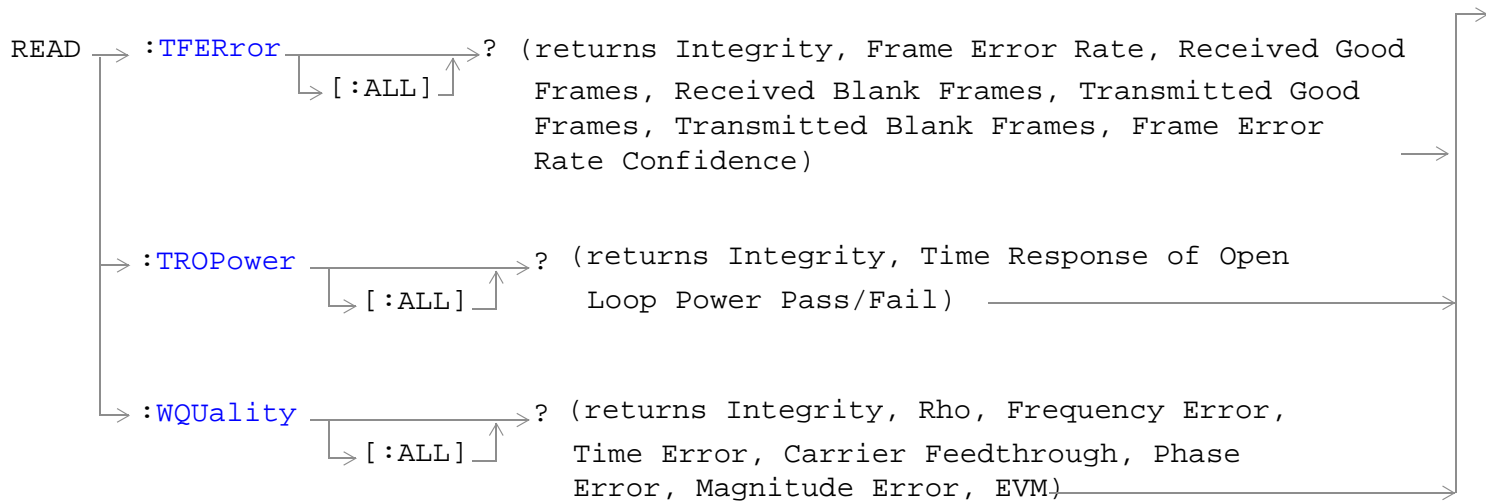 READ :TFERror ? (returns Integrity, Frame Error Rate, Received Good
[:ALL] Frames, Received Blank Frames, Transmitted Good
Frames, Transmitted Blank Frames, Frame Error
Rate Confidence)
:TROPower ? (returns Integrity, Time Response of Open
[:ALL] Loop Power Pass/Fail)
:WQUality ? (returns Integrity, Rho, Frequency Error,
[:ALL] Time Error, Carrier Feedthrough, Phase
Error, Magnitude Error, EVM)